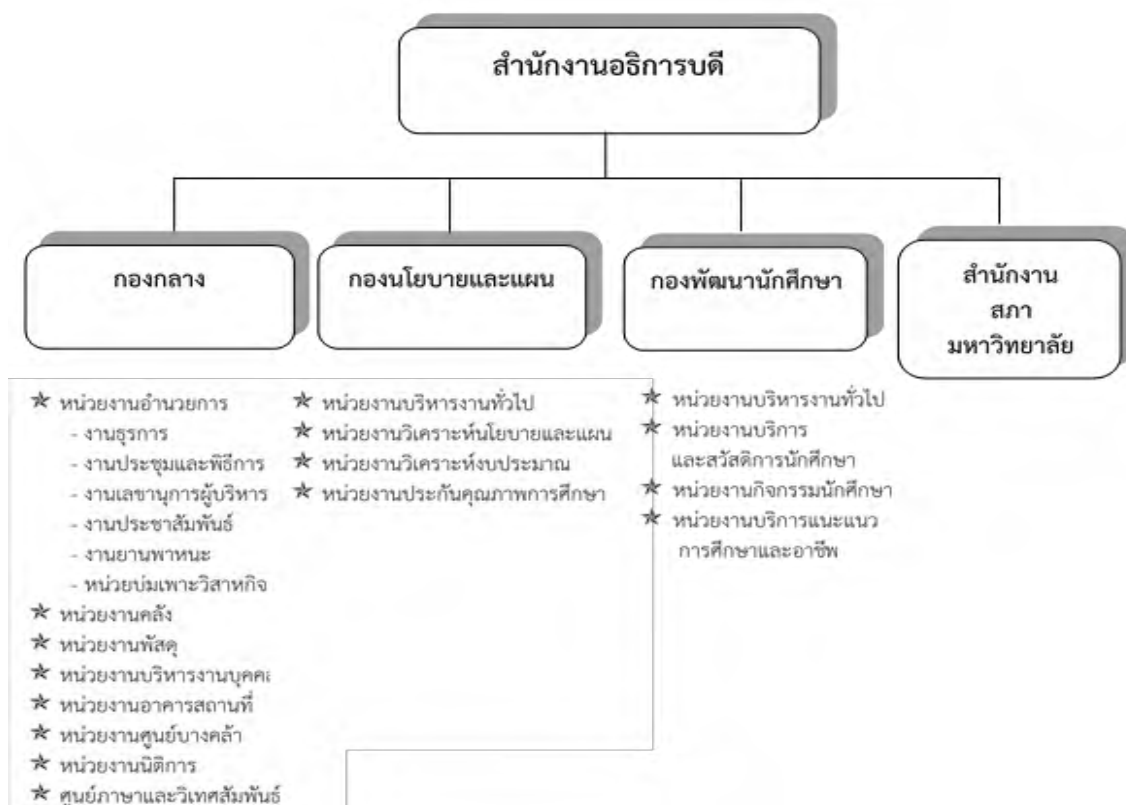 สำนักงานอธิการบดี
กองกลาง
กองนโยบายและแผน
กองพัฒนานักศึกษา
สำนักงาน
สภา
มหาวิทยาลัย
หน่วยงานอำนวยการ
- งานธุรการ
- งานประชุมและพิธีการ
- งานเลขานุการผู้บริหาร
- งานประชาสัมพันธ์
- งานยานพาหนะ
- หน่วยบ่มเพาะวิสาหกิจ
หน่วยงานคลัง
หน่วยงานพัสดุ
หน่วยงานบริหารงาน
หน่วยงานอาคารสถานที่
หน่วยงานศูนย์บางคล้า
หน่วยงานนิติการ
ศูนย์ภาษาและวิเทศสัมพันธ์
หน่วยงานบริหารงานทั่วไป
หน่วยงานวิเคราะห์นโยบายและแผน
หน่วยงานวิเคราะห์งบประมาณ
หน่วยงานประกันคุณภาพการศึกษา
หน่วยงานบริหารงานทั่วไป
หน่วยงานบริการ
และสวัสดิการนักศึกษา
หน่วยงานกิจกรรมนักศึกษา
หน่วยงานบริการแนะแนว
การศึกษาและอาชีพ